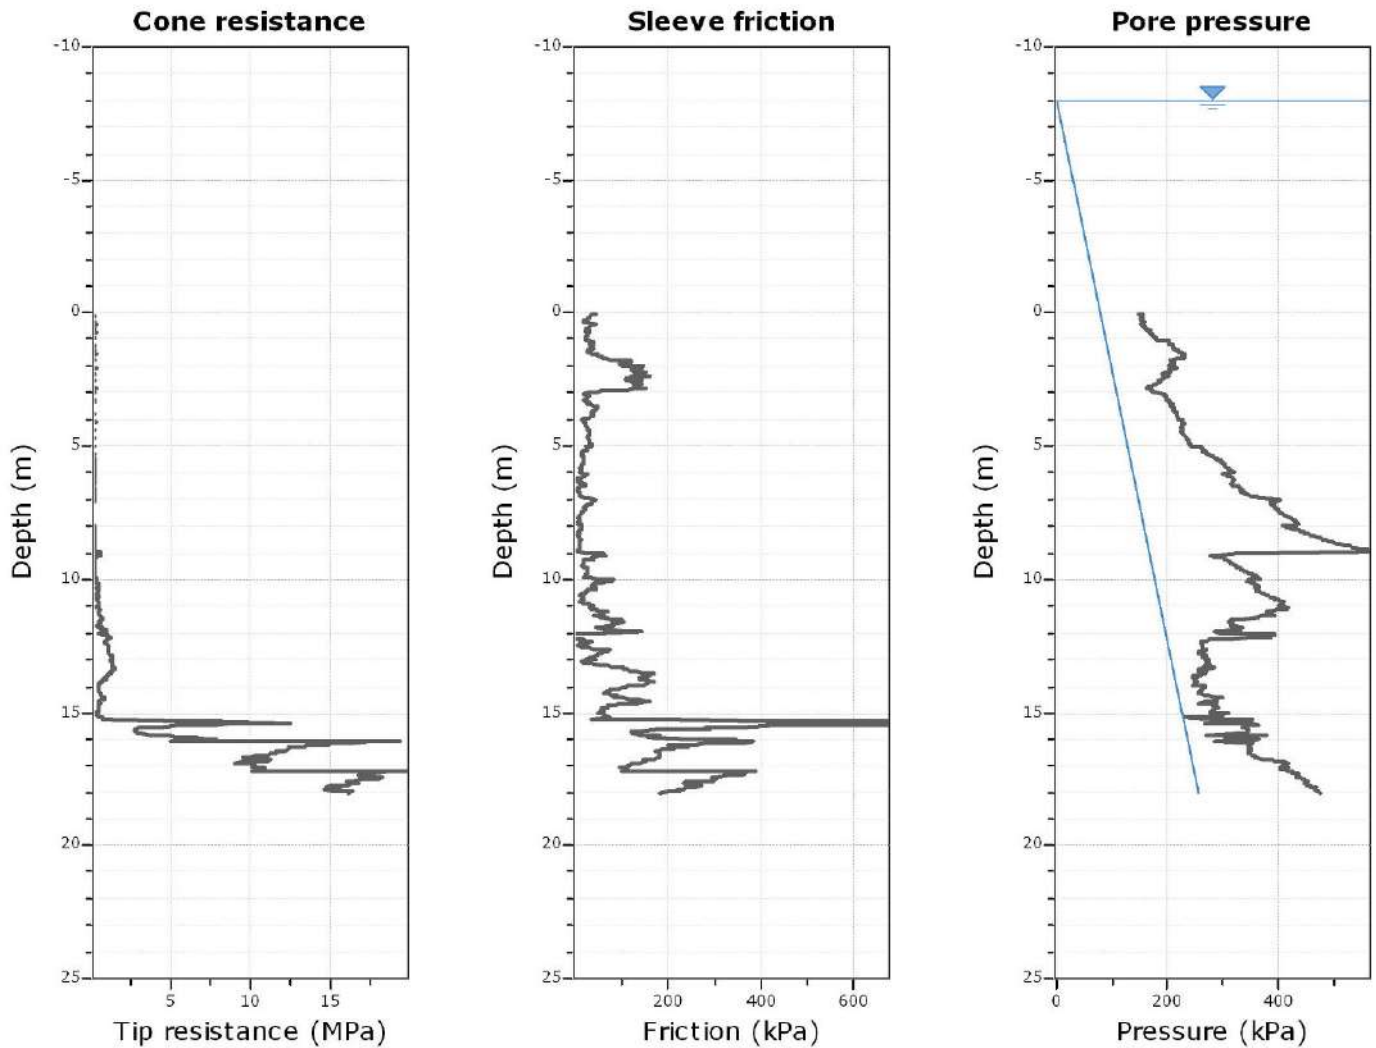 Cone resistance
-10
-5
0
5
10
15
20
25
Depth (m)
5 10 15
Tip resistance (MPa)
Sleeve friction
-10
-5
0
5
10
15
20
25
Depth (m)
200 400 600
Friction (kPa)
Pore pressure
-10
-5
0
5
10
15
20
25
Depth (m)
0 200 400
Pressure (kPa)